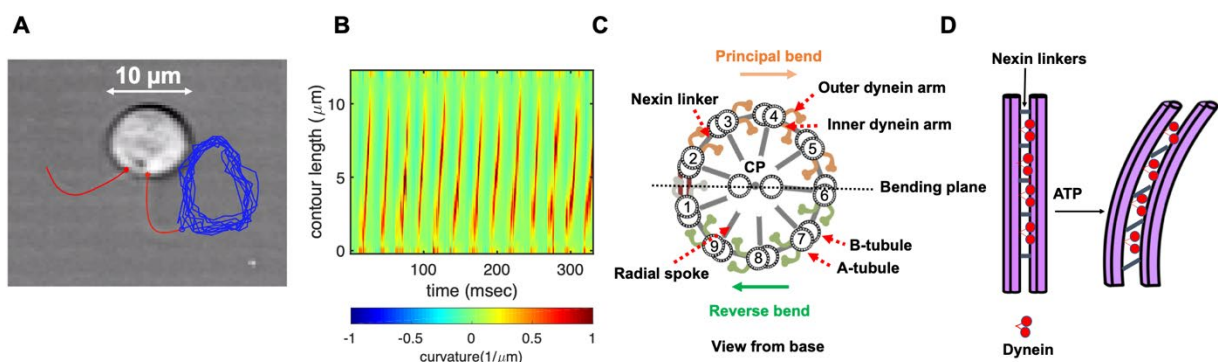 A
10 µm
B
contour length (µm)
10
5
0
100
200
300
time (msec)
-1
-0.5
0
0.5
1
curvature(1/µm)
C
Principal bend
Nexin linker
Outer dynein arm
Inner dynein arm
3
4
2
5
CP
Bending plane
1
6
9
8
7
B-tubule
A-tubule
Radial spoke
Reverse bend
View from base
D
Nexin linkers
ATP
Dynein